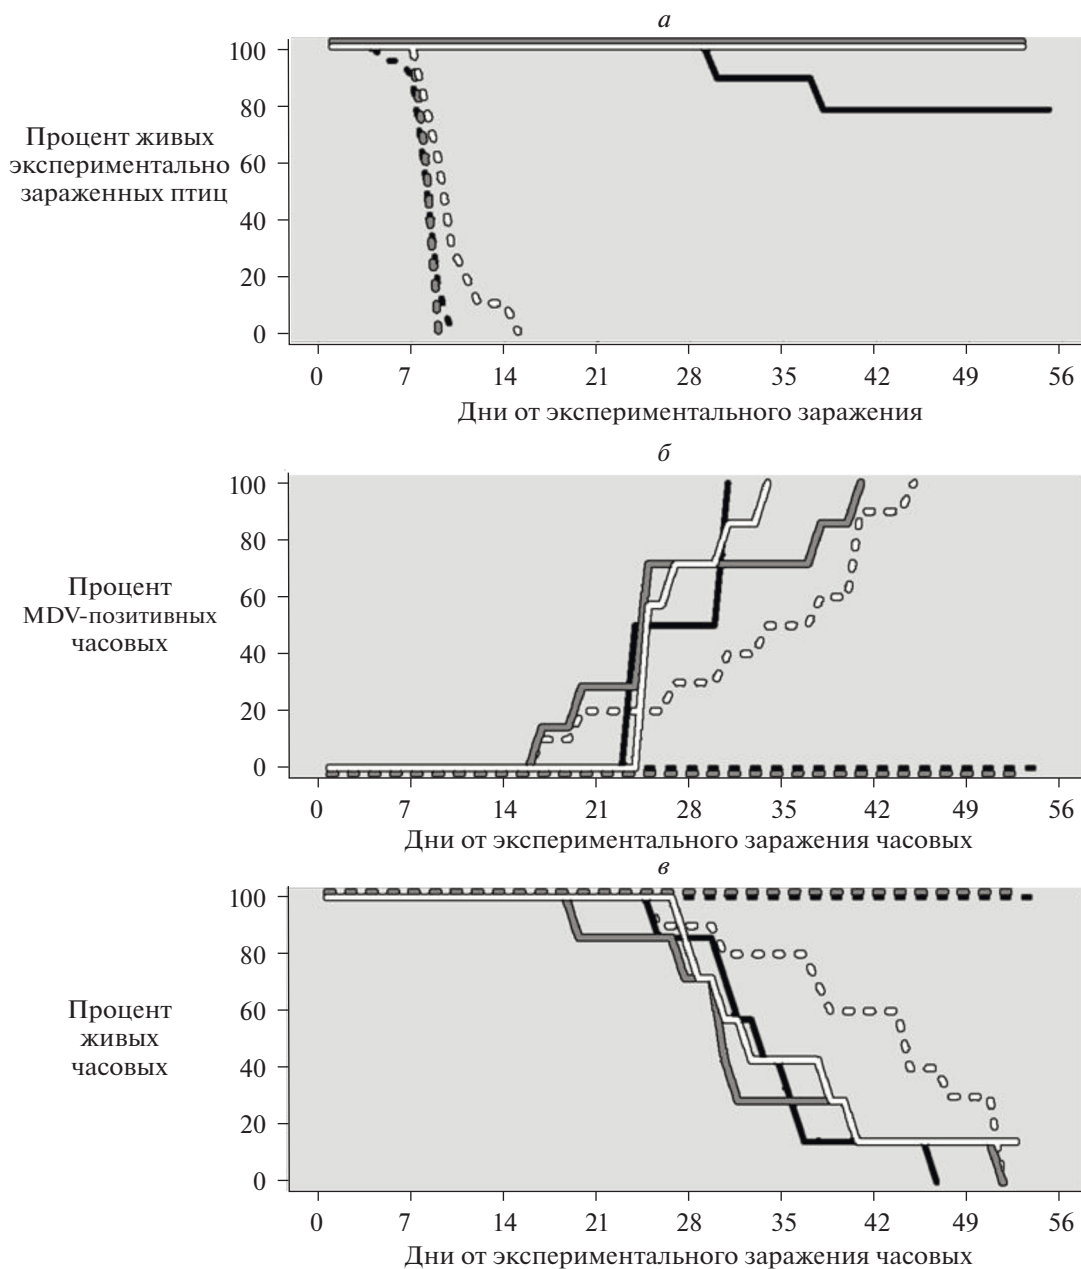 а
100
80
60
40
20
0
Процент живых
экспериментально
зараженных птиц
0 7 14 21 28 35 42 49 56
Дни от экспериментального заражения
б
100
80
60
40
20
0
Процент
MDV-позитивных
часовых
0 7 14 21 28 35 42 49 56
Дни от экспериментального заражения часовых
в
100
80
60
40
20
0
Процент
живых
часовых
0 7 14 21 28 35 42 49 56
Дни от экспериментального заражения часовых